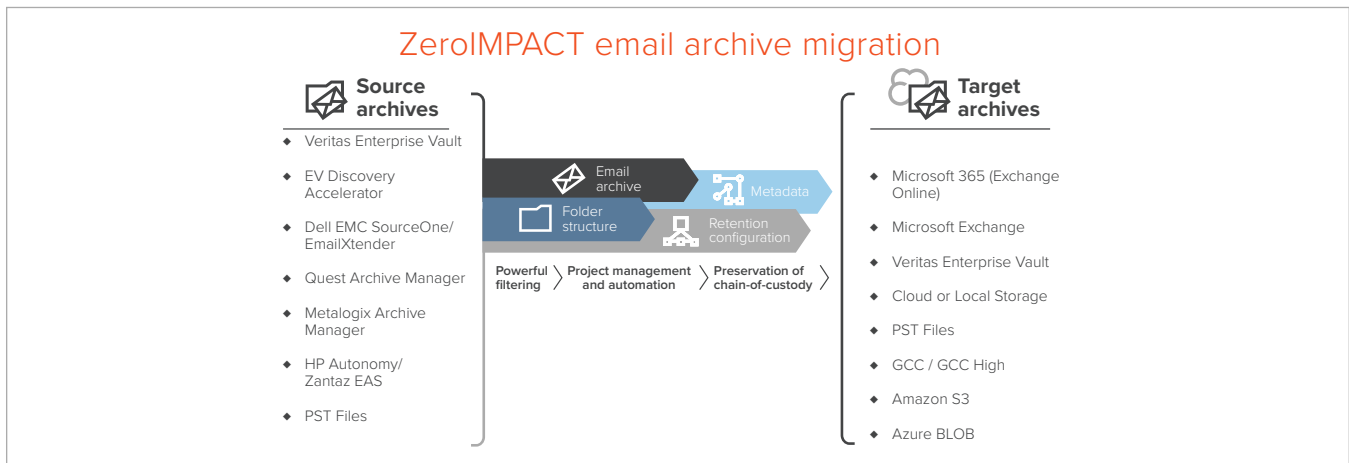 ZeroIMPACT email archive migration
Source
archives
Veritas Enterprise Vault
EV Discovery
Accelerator
Dell EMC SourceOne/
EmailXtender
Quest Archive Manager
Metalogix Archive
Manager
HP Autonomy/
Zantaz EAS
PST Files
Email
archive
Metadata
Folder
structure
Retention
configuration
Powerful
filtering
Project management
and automation
Preservation of
chain-of-custody
Target
archives
Microsoft 365 (Exchange
Online)
Microsoft Exchange
Veritas Enterprise Vault
Cloud or Local Storage
PST Files
GCC / GCC High
Amazon S3
Azure BLOB